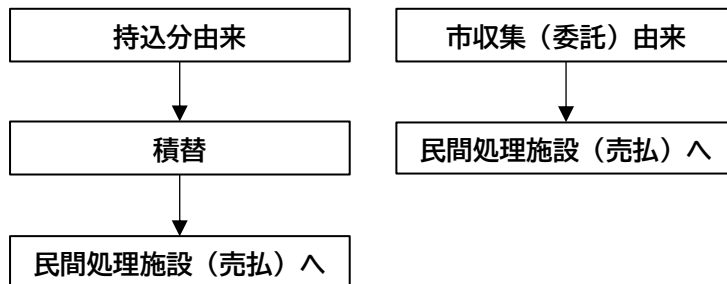 持込分由来
積替
民間処理施設（売払）へ
市収集（委託）由来
民間処理施設（売払）へ